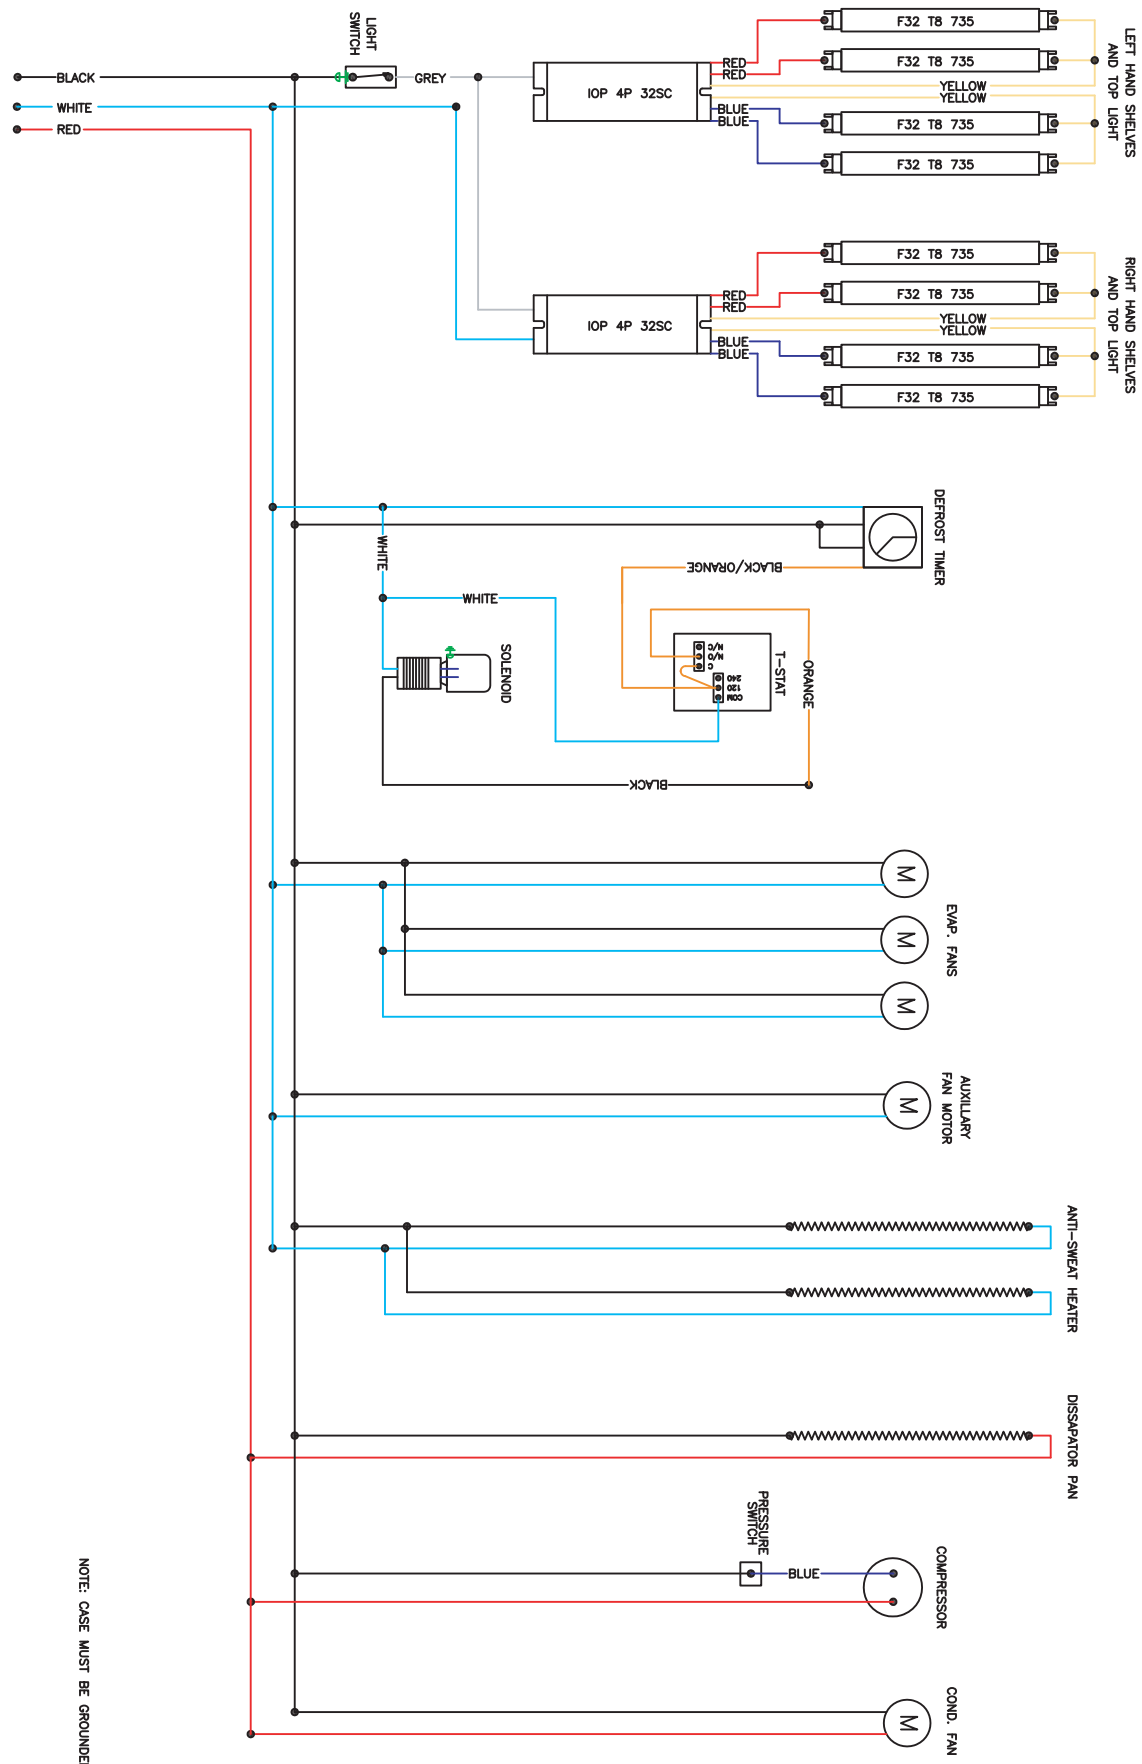 LIGHT
SWITCH
BLACK
WHITE
RED
GREY
IOP 4P 32SC
RED
RED
YELLOW
YELLOW
BLUE
BLUE
F32 T8 735
F32 T8 735
F32 T8 735
F32 T8 735
LEFT HAND SHELVES
AND TOP LIGHT
IOP 4P 32SC
RED
RED
YELLOW
YELLOW
BLUE
BLUE
F32 T8 735
F32 T8 735
F32 T8 735
F32 T8 735
RIGHT HAND SHELVES
AND TOP LIGHT
DEFROST TIMER
BLACK/ORANGE
WHITE
WHITE
SOLENOID
N/C
N/O
C
240
120
COM
T-STAT
ORANGE
BLACK
M
M
M
EVAP. FANS
M
AUXILLARY
FAN MOTOR
ANTI-SWEAT HEATER
DISSAPATOR PAN
PRESSURE
SWITCH
BLUE
COMPRESSOR
M
COND. FAN
NOTE: CASE MUST BE GROUNDED